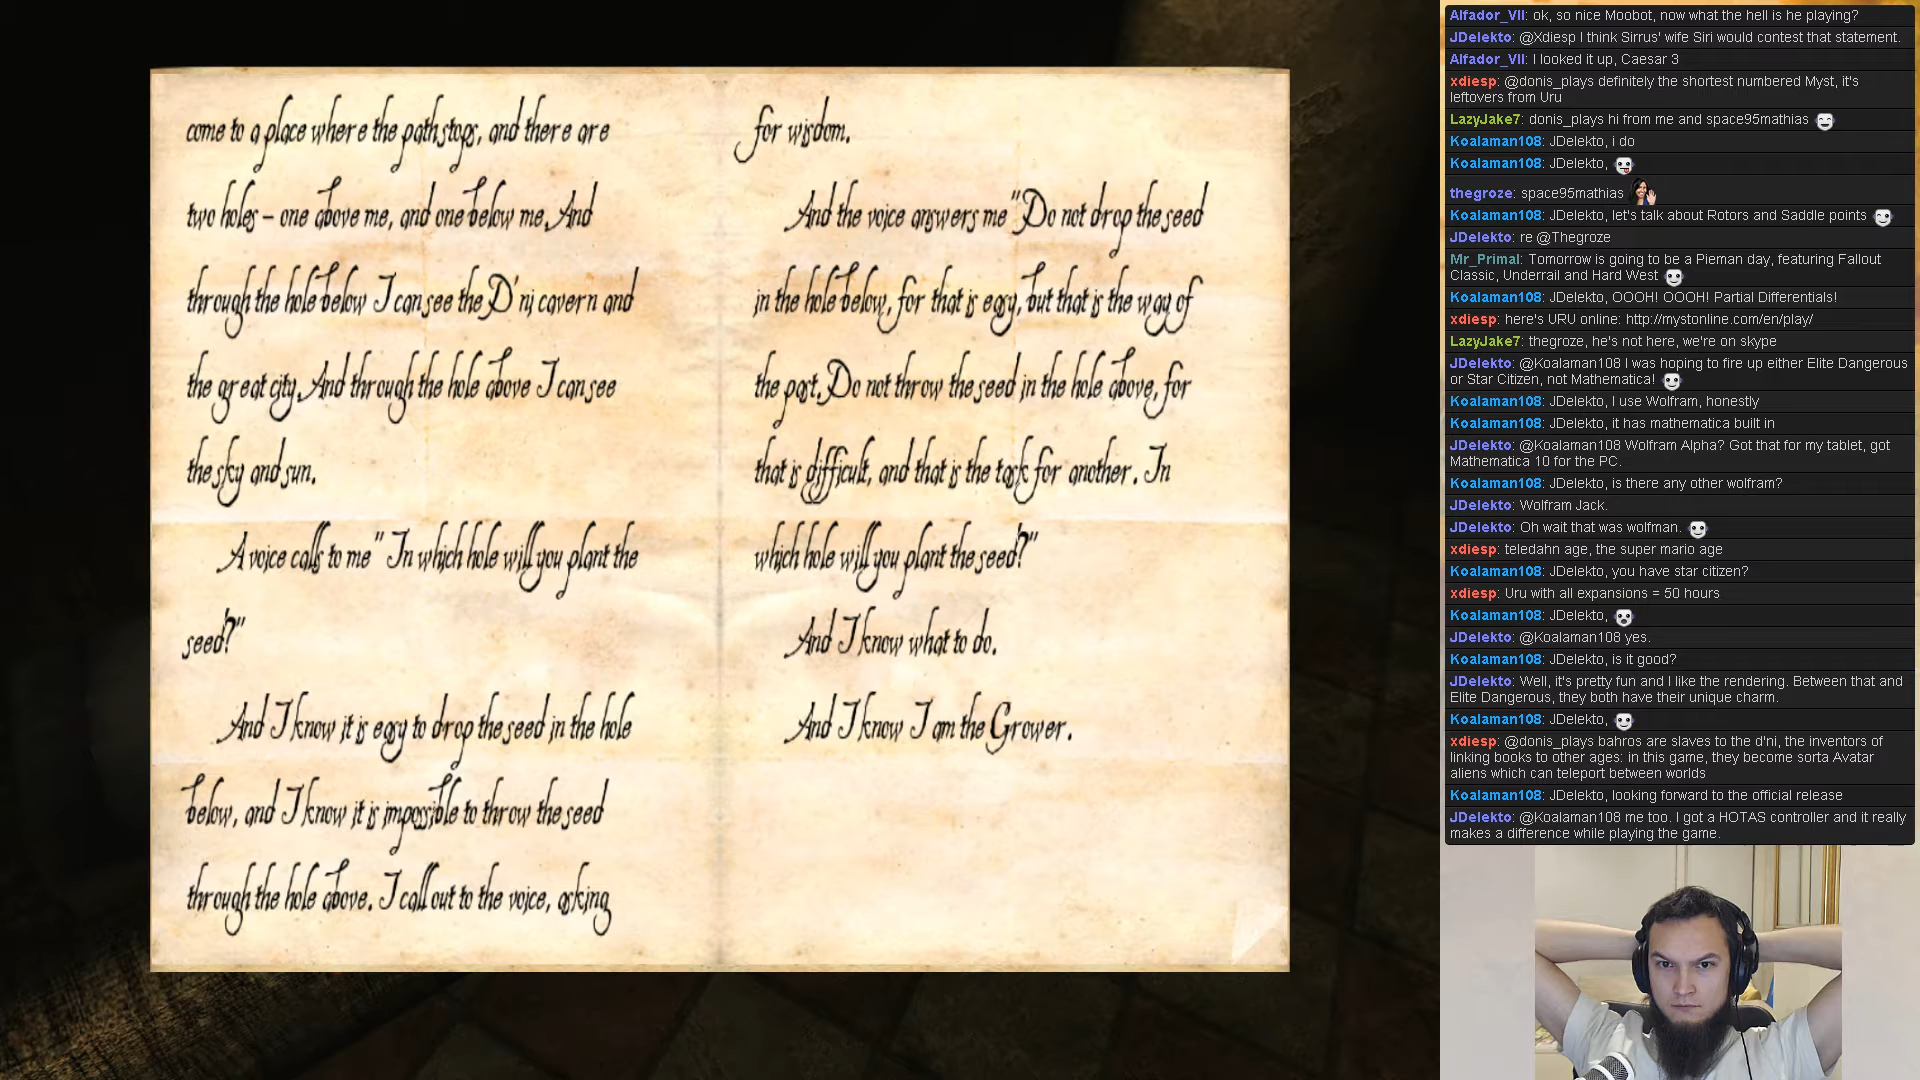 come to a place where the path stops, and there are
two holes – one above me, and one below me. And
through the hole below I can see the D'ni cavern and
the great city. And through the hole above I can see
the sky and sun.
A voice calls to me "In which hole will you plant the
seed?"
And I know it is easy to drop the seed in the hole
below, and I know it is impossible to throw the seed
through the hole above. I call out to the voice, asking
for wisdom.
And the voice answers me "Do not drop the seed
in the hole below, for that is easy, but that is the way of
the past. Do not throw the seed in the hole above, for
that is difficult, and that is the task for another. In
which hole will you plant the seed?"
And I know what to do.
And I know I am the Grower.
Alfador_VII: ok, so nice Moobot, now what the hell is he playing?
JDelekto: @Xdiesp I think Sirrus' wife Siri would contest that statement.
Alfador_VII: I looked it up, Caesar 3
xdiesp: @donis_plays definitely the shortest numbered Myst, it's
leftovers from Uru
LazyJake7: donis_plays hi from me and space95mathias
Koalaman108: JDelekto, i do
Koalaman108: JDelekto,
thegroze: space95mathias
Koalaman108: JDelekto, let's talk about Rotors and Saddle points
JDelekto: re @Thegroze
Mr_Primal: Tomorrow is going to be a Pieman day, featuring Fallout
Classic, Underrail and Hard West
Koalaman108: JDelekto, OOOH! OOOH! Partial Differentials!
xdiesp: here's URU online: http://mystonline.com/en/play/
LazyJake7: thegroze, he's not here, we're on skype
JDelekto: @Koalaman108 I was hoping to fire up either Elite Dangerous
or Star Citizen, not Mathematica!
Koalaman108: JDelekto, I use Wolfram, honestly
Koalaman108: JDelekto, it has mathematica built in
JDelekto: @Koalaman108 Wolfram Alpha? Got that for my tablet, got
Mathematica 10 for the PC.
Koalaman108: JDelekto, is there any other wolfram?
JDelekto: Wolfram Jack.
JDelekto: Oh wait that was wolfman.
xdiesp: teledahn age, the super mario age
Koalaman108: JDelekto, you have star citizen?
xdiesp: Uru with all expansions = 50 hours
Koalaman108: JDelekto,
JDelekto: @Koalaman108 yes.
Koalaman108: JDelekto, is it good?
JDelekto: Well, it's pretty fun and I like the rendering. Between that and
Elite Dangerous, they both have their unique charm.
Koalaman108: JDelekto,
xdiesp: @donis_plays bahros are slaves to the d'ni, the inventors of
linking books to other ages: in this game, they become sorta Avatar
aliens which can teleport between worlds
Koalaman108: JDelekto, looking forward to the official release
JDelekto: @Koalaman108 me too. I got a HOTAS controller and it really
makes a difference while playing the game.